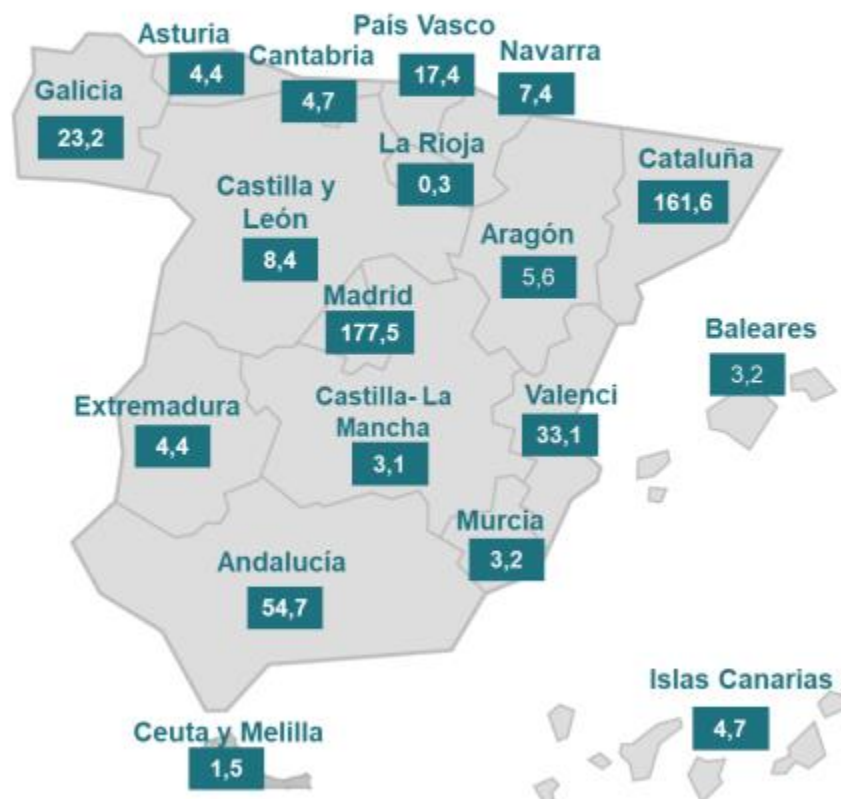 País Vasco
17,4
Asturia
4,4
Cantabria
4,7
Navarra
7,4
Galicia
23,2
La Rioja
0,3
Cataluña
161,6
Castilla y
León
8,4
Aragón
5,6
Madrid
177,5
Baleares
3,2
Extremadura
4,4
Castilla- La
Mancha
3,1
Valenci
33,1
Murcia
3,2
Andalucía
54,7
Islas Canarias
4,7
Ceuta y Melilla
1,5